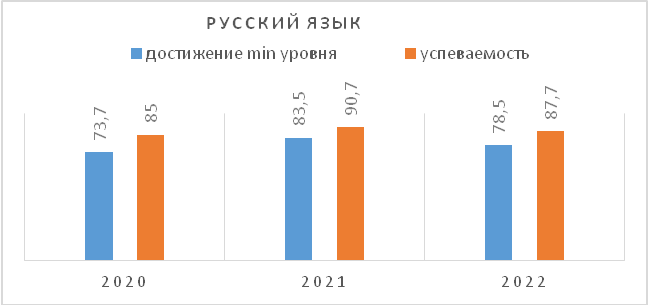 РУССКИЙ ЯЗЫК
достижение min уровня успеваемость
73,7 85 83,5 90,7 78,5 87,7
2020 2021 2022